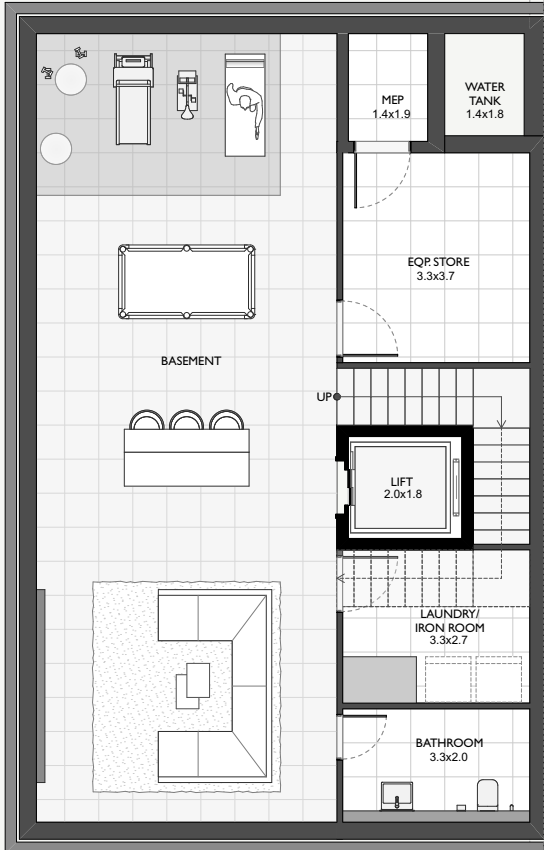 MEP
1.4x1.9
WATER
TANK
1.4x1.8
EQP. STORE
3.3x3.7
BASEMENT
UP
LIFT
2.0x1.8
LAUNDRY/
IRON ROOM
3.3x2.7
BATHROOM
3.3x2.0